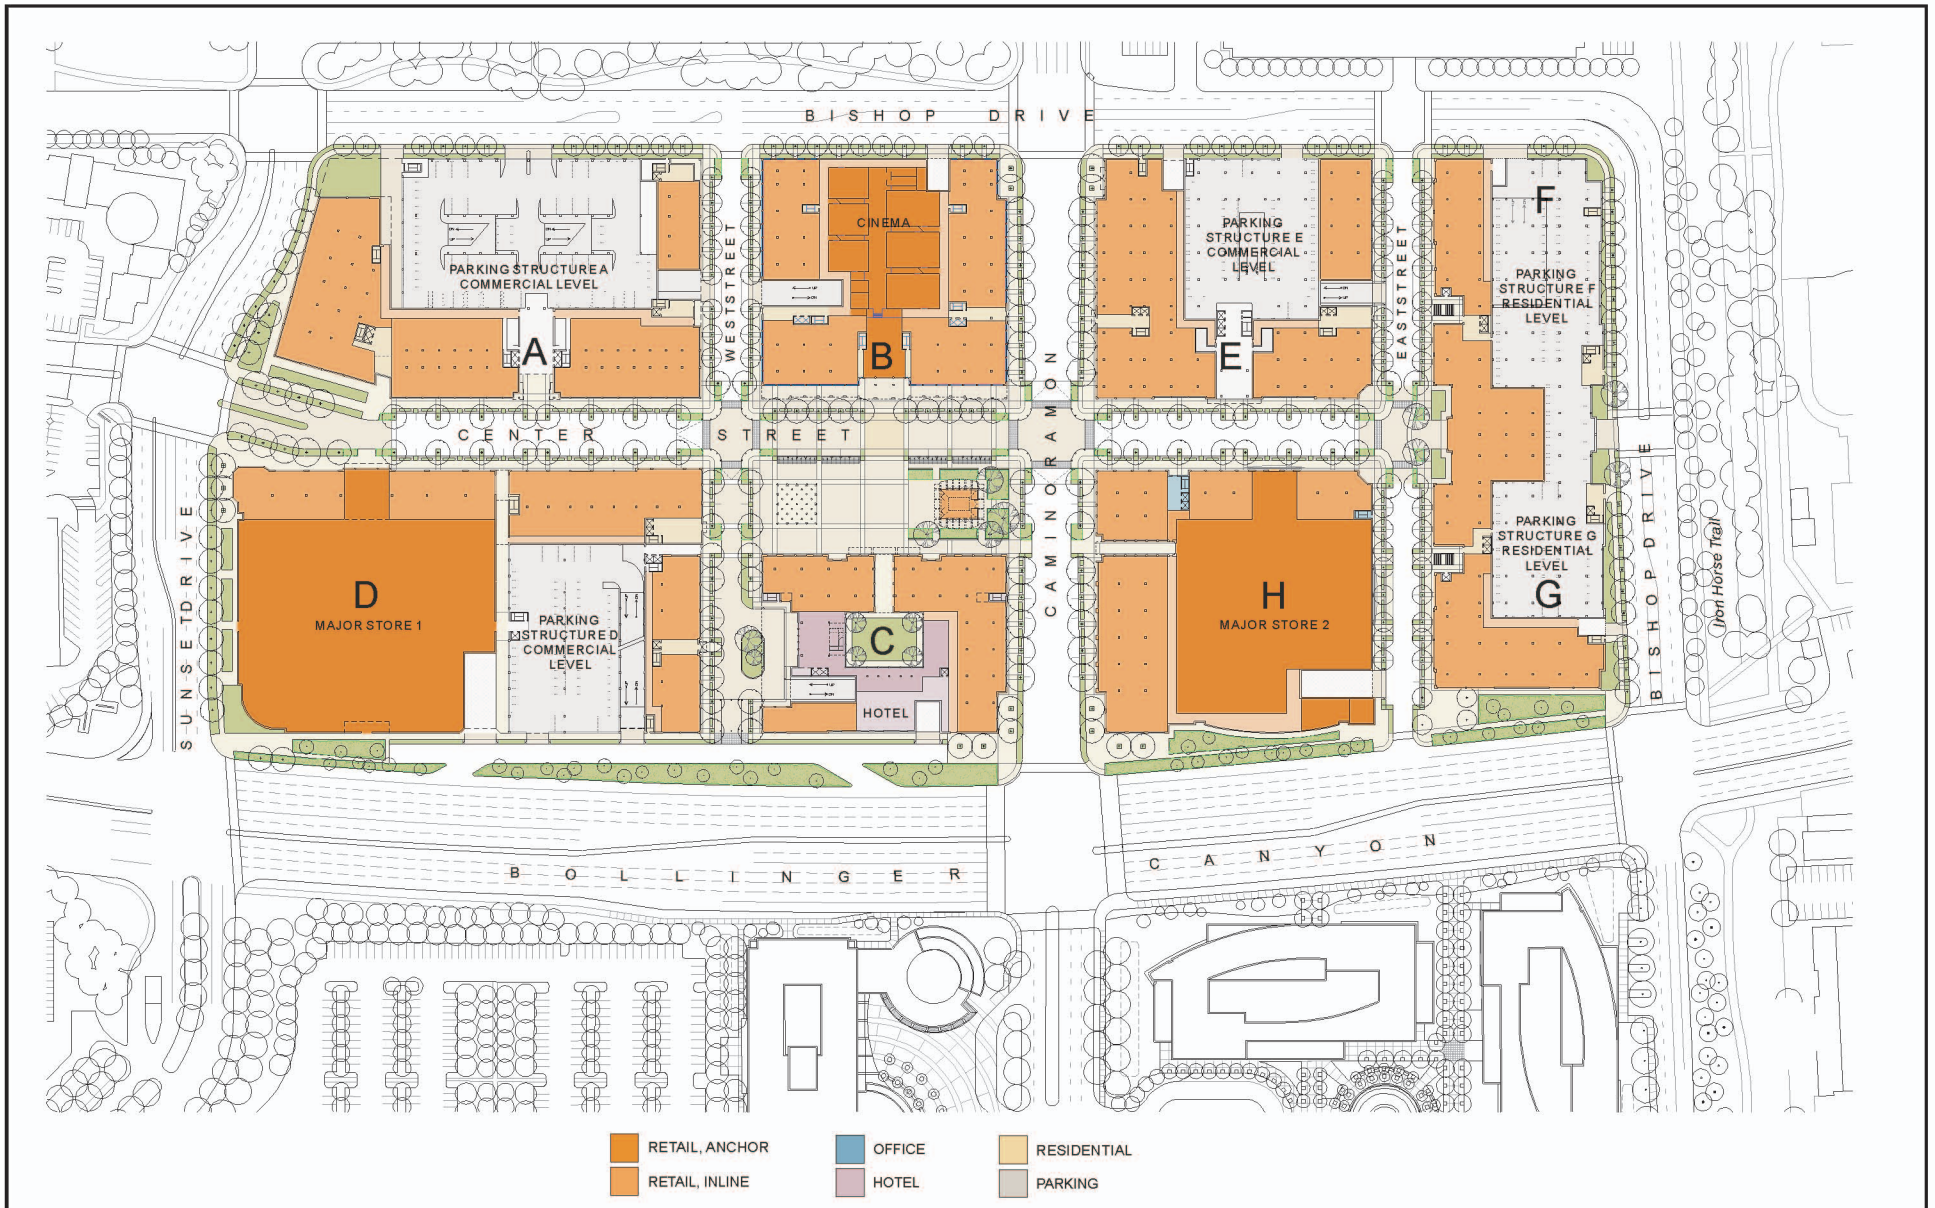 BISHOP DRIVE
F
CINEMA
PARKING
STRUCTURE E
COMMERCIAL
LEVEL
PARKING STRUCTURE A
COMMERCIAL LEVEL
PARKING
STRUCTURE F
RESIDENTIAL
LEVEL
WEST STREET
EAST STREET
A
B
E
CENTER STREET
CAMINO RAMON
SUNSET DRIVE
D
MAJOR STORE 1
PARKING
STRUCTURE D
COMMERCIAL
LEVEL
C
HOTEL
H
MAJOR STORE 2
PARKING
STRUCTURE G
RESIDENTIAL
LEVEL
G
BISHOP DRIVE
Iron Horse Trail
BOLLINGER CANYON
RETAIL, ANCHOR
OFFICE
RESIDENTIAL
RETAIL, INLINE
HOTEL
PARKING